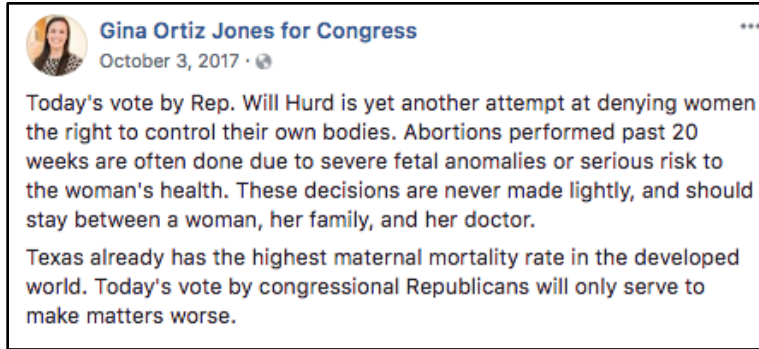 Gina Ortiz Jones for Congress
October 3, 2017 ·
Today's vote by Rep. Will Hurd is yet another attempt at denying women
the right to control their own bodies. Abortions performed past 20
weeks are often done due to severe fetal anomalies or serious risk to
the woman's health. These decisions are never made lightly, and should
stay between a woman, her family, and her doctor.
Texas already has the highest maternal mortality rate in the developed
world. Today's vote by congressional Republicans will only serve to
make matters worse.